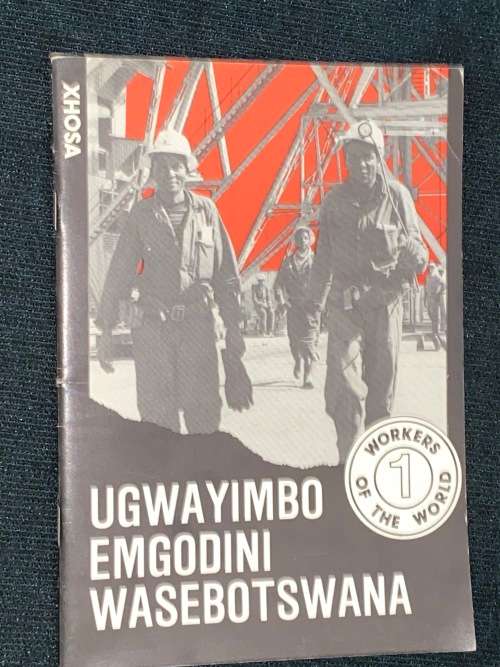 XHOSA
WORKERS
1
OF THE WORLD
UGWAYIMBO
EMGODINI
WASEBOTSWANA